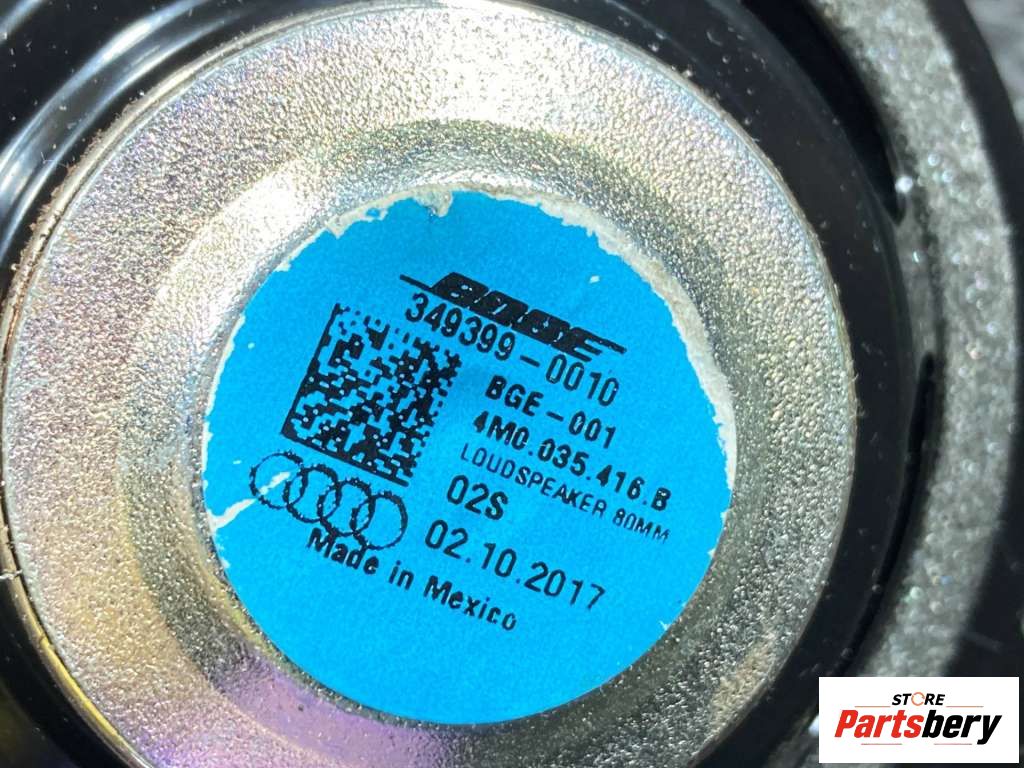 BOSE
349399-0010
BGE-001
4M0.035.416.B
LOUDSPEAKER 80MM
02S
02.10.2017
Made in Mexico
STORE
Partsbery